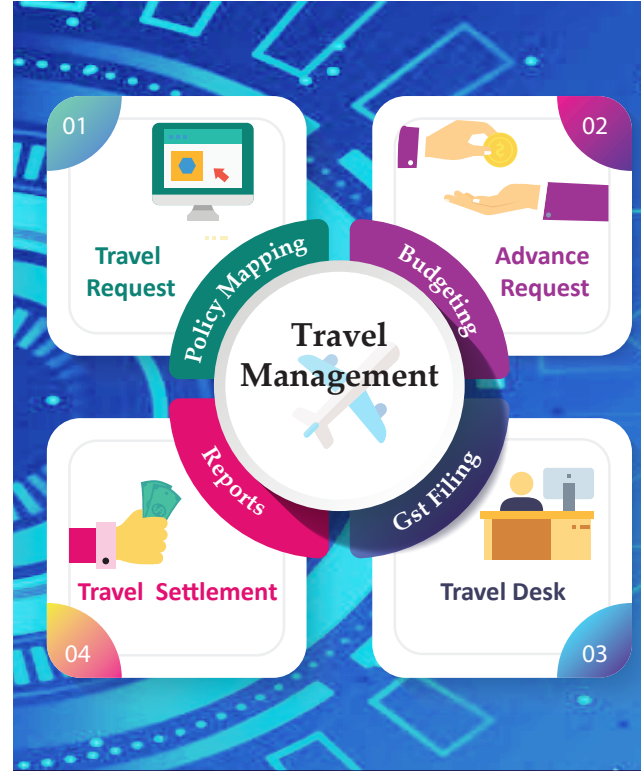 01
Travel
Request
02
Advance
Request
Policy Mapping
Budgeting
Travel
Management
Reports
Gst Filing
Travel Settlement
04
Travel Desk
03